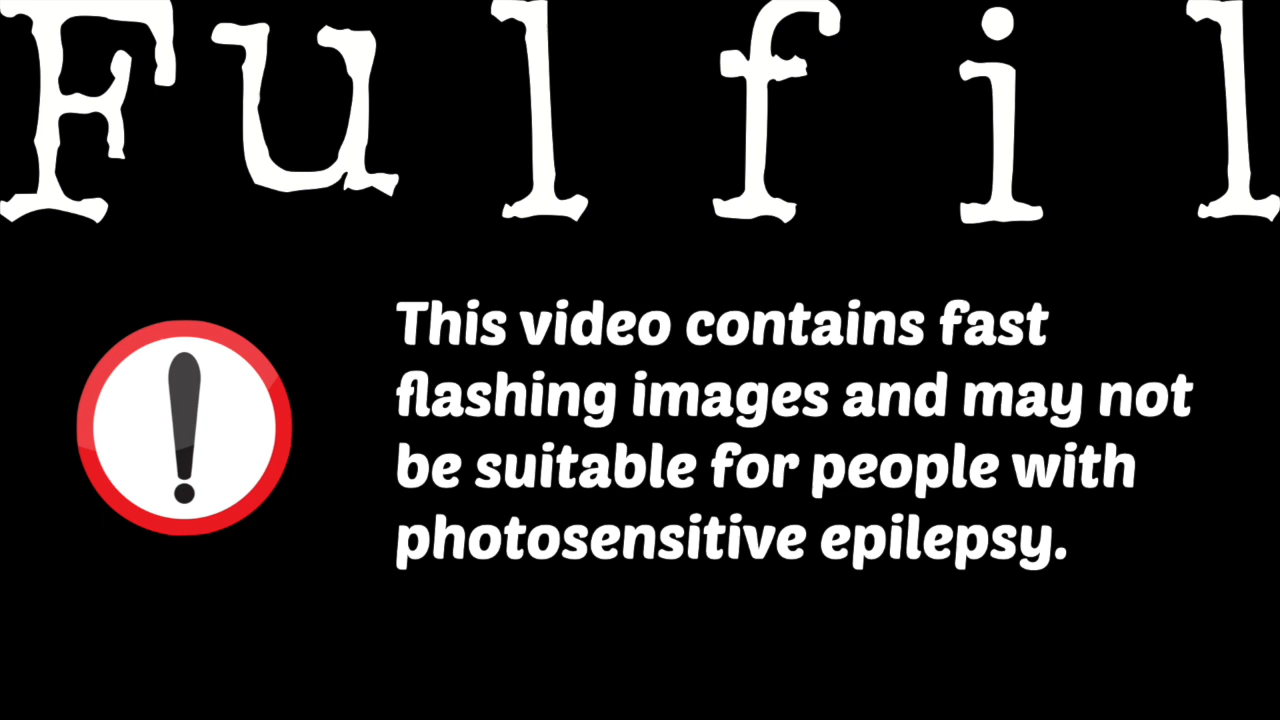 Fulfil
This video contains fast
flashing images and may not
be suitable for people with
photosensitive epilepsy.